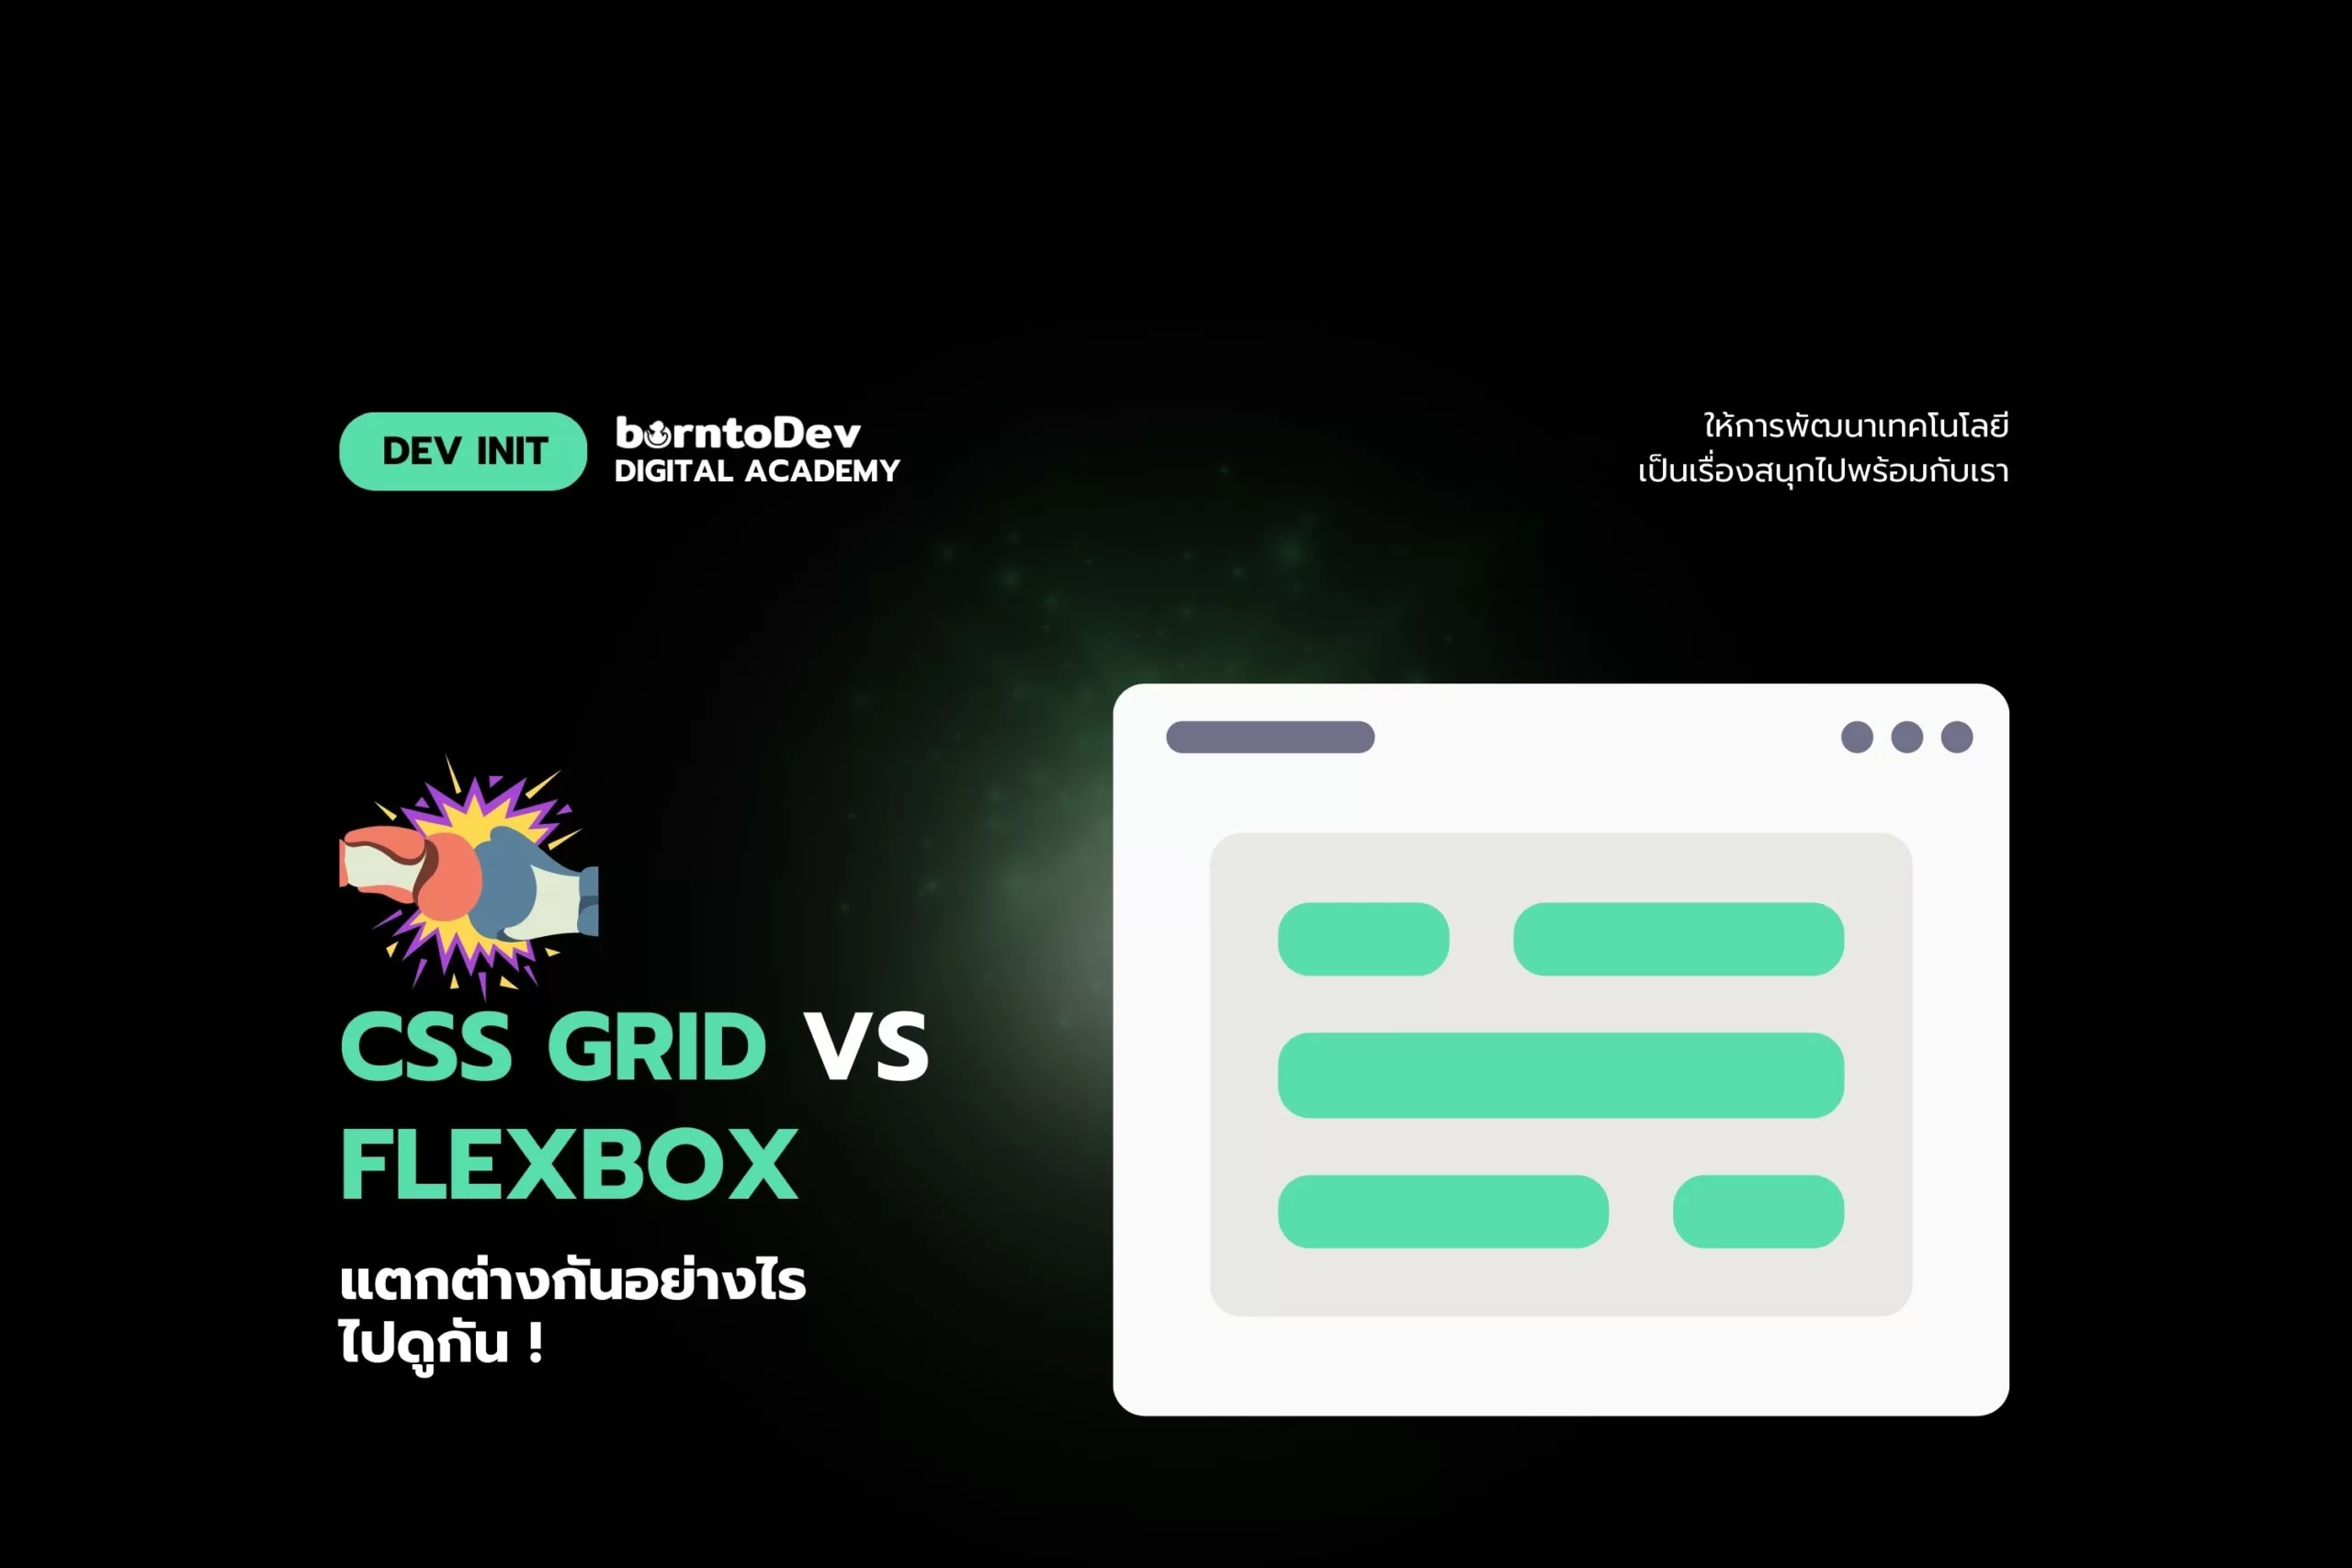 DEV INIT
borntoDev
DIGITAL ACADEMY
ให้การพัฒนาเทคโนโลยี
เป็นเรื่องสนุกไปพร้อมกับเรา
CSS GRID VS
FLEXBOX
แตกต่างกันอย่างไร
ไปดูกัน !